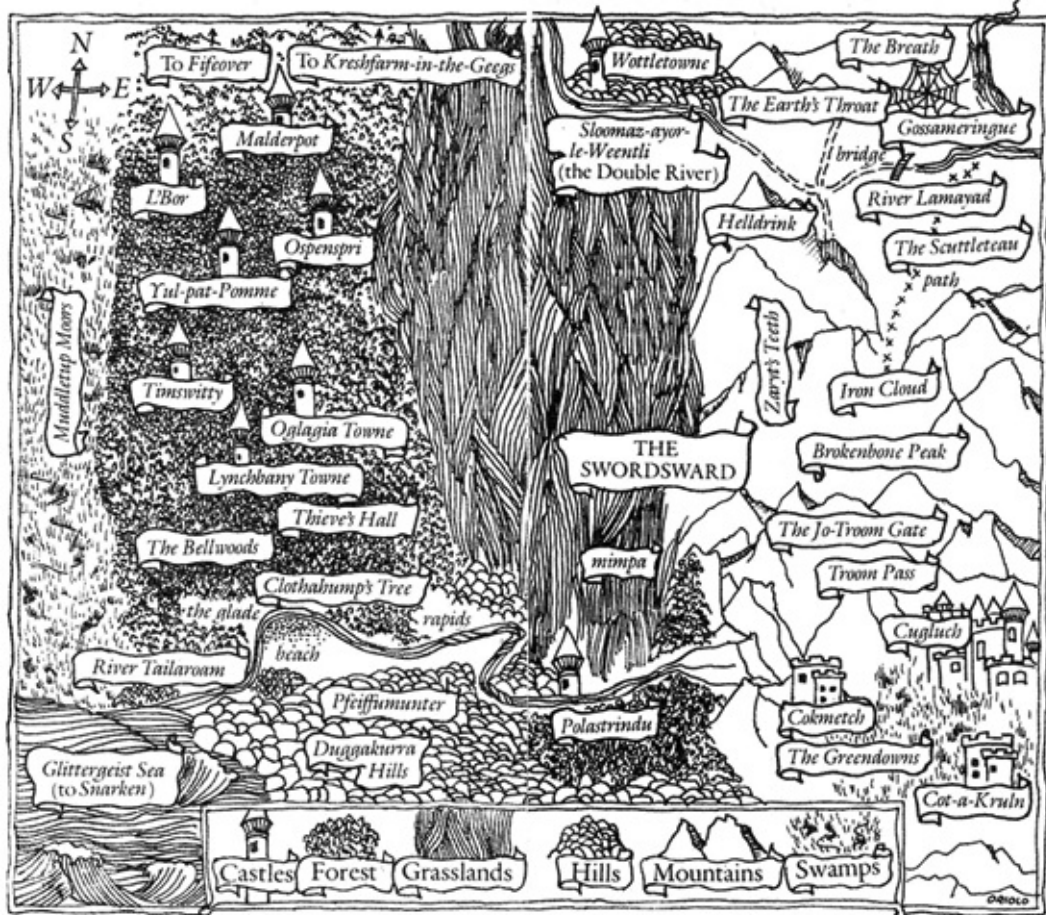 N
W E
S
To Fifeover
To Kreshfarm-in-the-Geegs
Malderpot
L'Bor
Ospenspri
Yul-pat-Pomme
Muddletup Moors
Timswitty
Oglagia Towne
Lynchbany Towne
Thieve's Hall
The Bellwoods
Clothahump's Tree
the glade
rapids
beach
River Tailaroam
Pfeiffumunter
Duggakurra
Hills
Glittergeist Sea
(to Snarken)
Wottletowne
The Breath
The Earth's Throat
Gossameringue
Sloomaz-ayor-
le-Weentli
(the Double River)
bridge
River Lamayad
Helldrink
The Scuttleteau
path
Zaryt's Teeth
Iron Cloud
THE
SWORDSWARD
Brokenbone Peak
The Jo-Troom Gate
mimpa
Troom Pass
Cugluch
Polastrindu
Cokmetch
The Greendowns
Cot-a-Kruln
Castles
Forest
Grasslands
Hills
Mountains
Swamps
ORIOLO